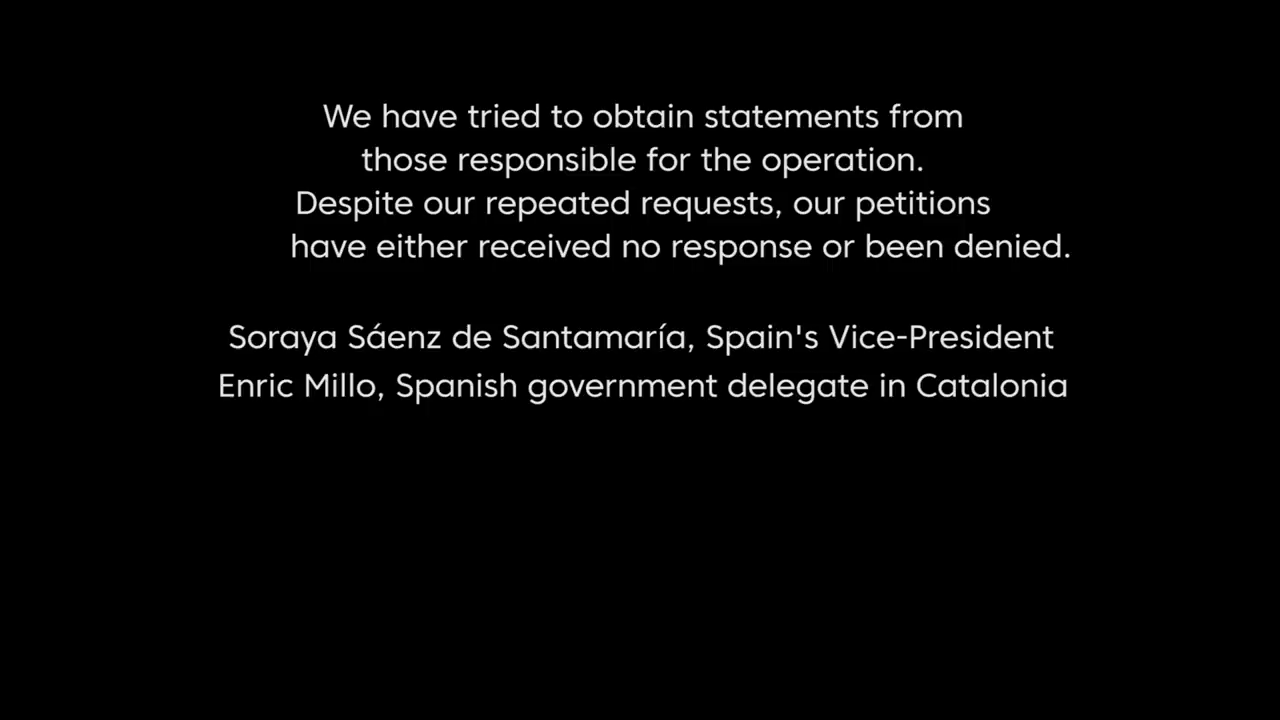 We have tried to obtain statements from
those responsible for the operation.
Despite our repeated requests, our petitions
have either received no response or been denied.
Soraya Sáenz de Santamaría, Spain's Vice-President
Enric Millo, Spanish government delegate in Catalonia